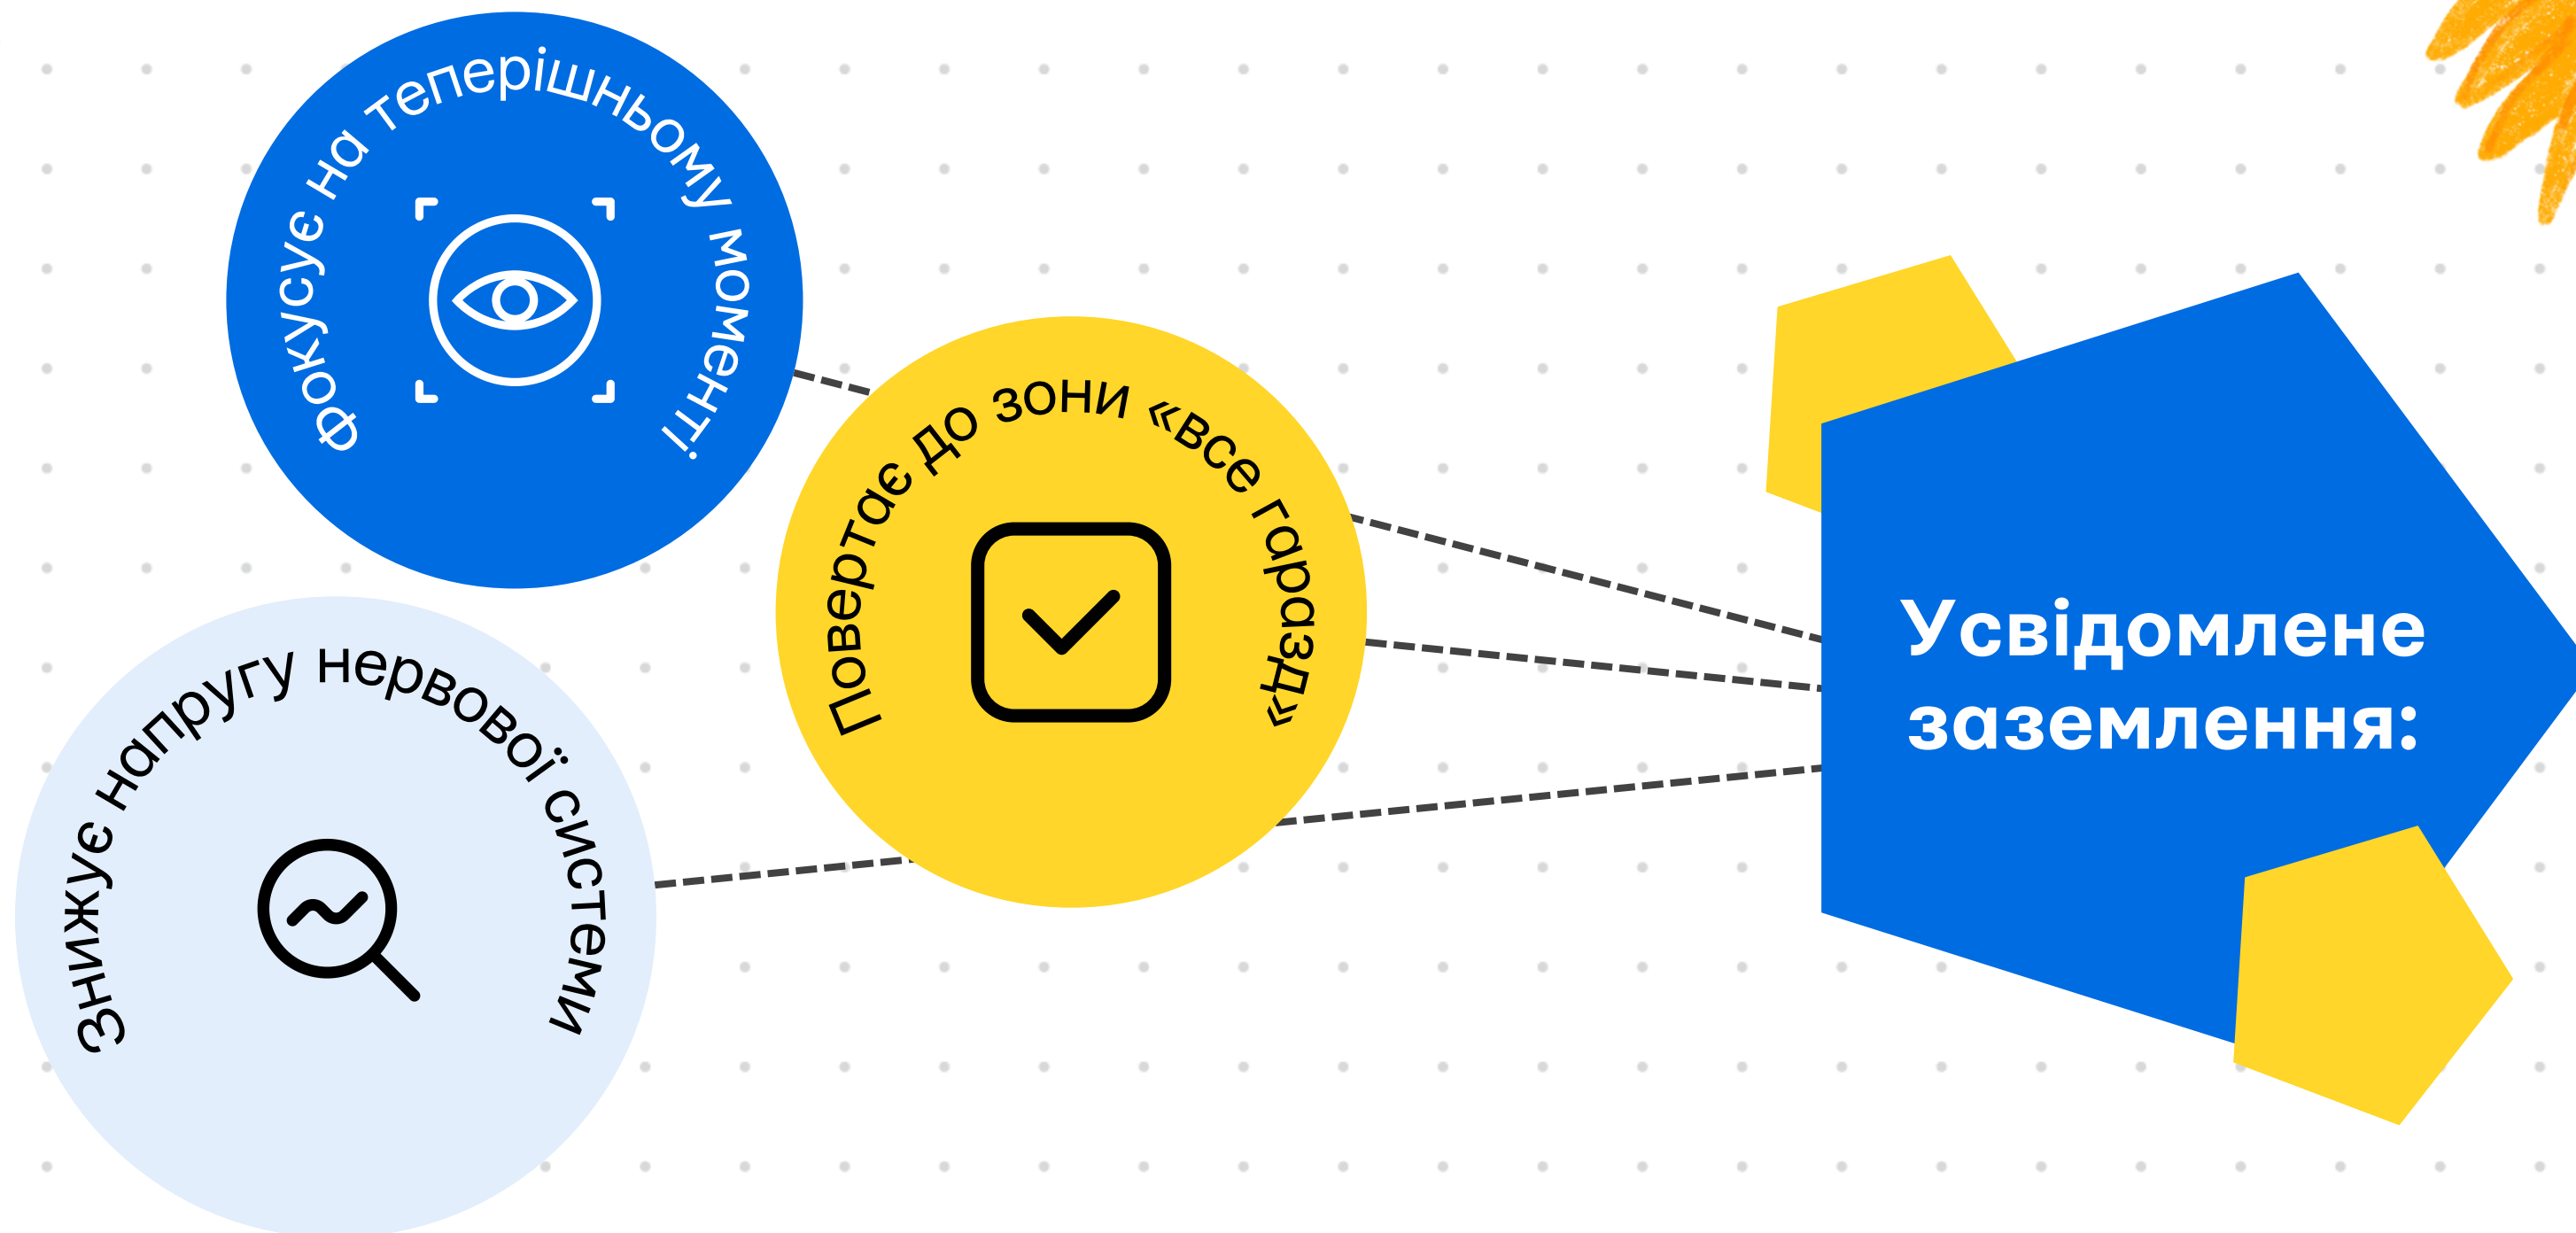 Фокусує на теперішньому моменті
Повертає до зони «все гаразд»
Знижує напругу нервової системи
Усвідомлене
заземлення: